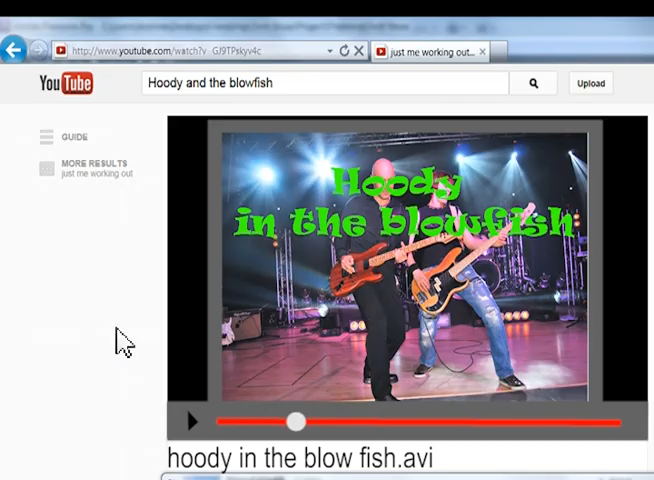 http://www.youtube.com/watch?v
just me working out...
YouTube
Hoody and the blowfish
Upload
GUIDE
MORE RESULTS
just me working out
Hoody
in the blowfish
hoody in the blow fish.avi